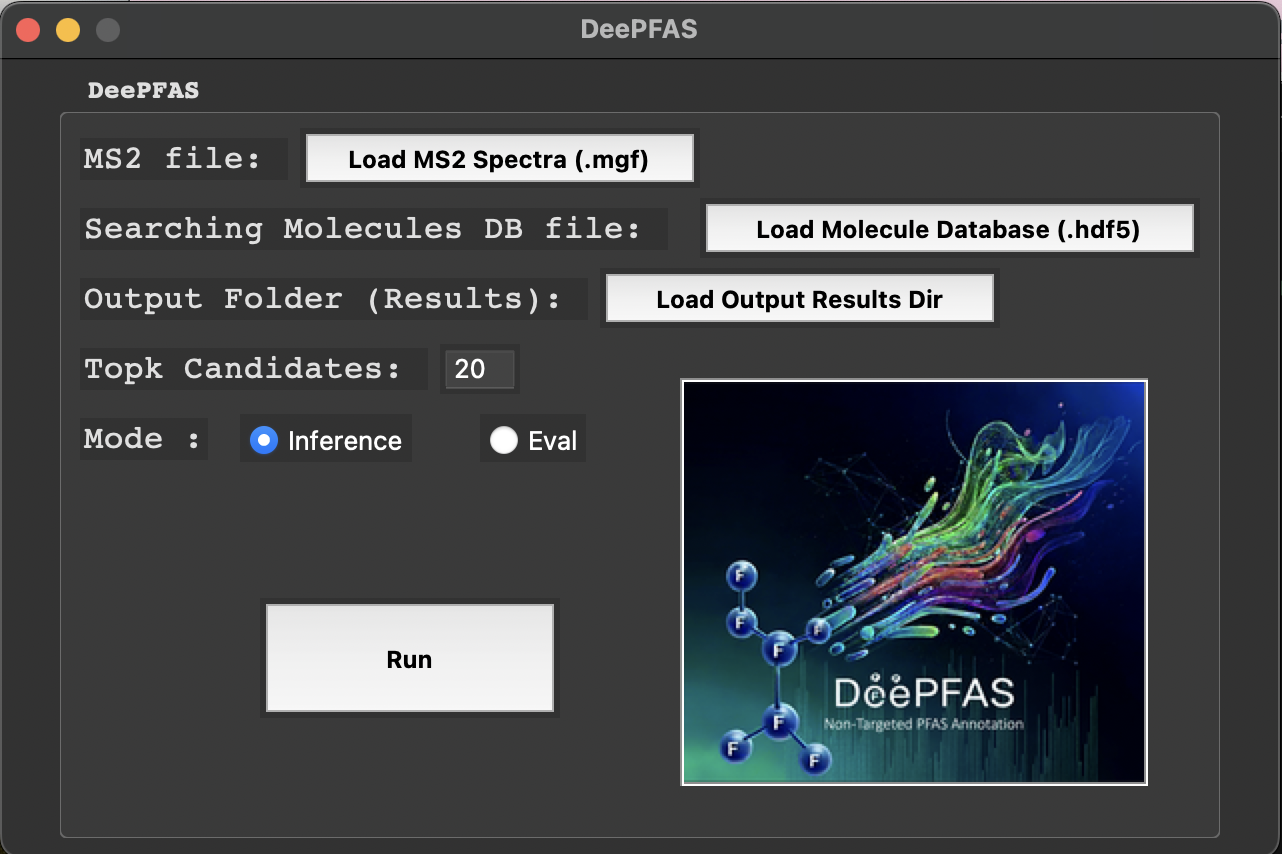 DeePFAS
DeePFAS
MS2 file: Load MS2 Spectra (.mgf)
Searching Molecules DB file: Load Molecule Database (.hdf5)
Output Folder (Results): Load Output Results Dir
Topk Candidates: 20
Mode : Inference Eval
Run
F
F
F
F
F
F
F
DeePFAS
Non-Targeted PFAS Annotation